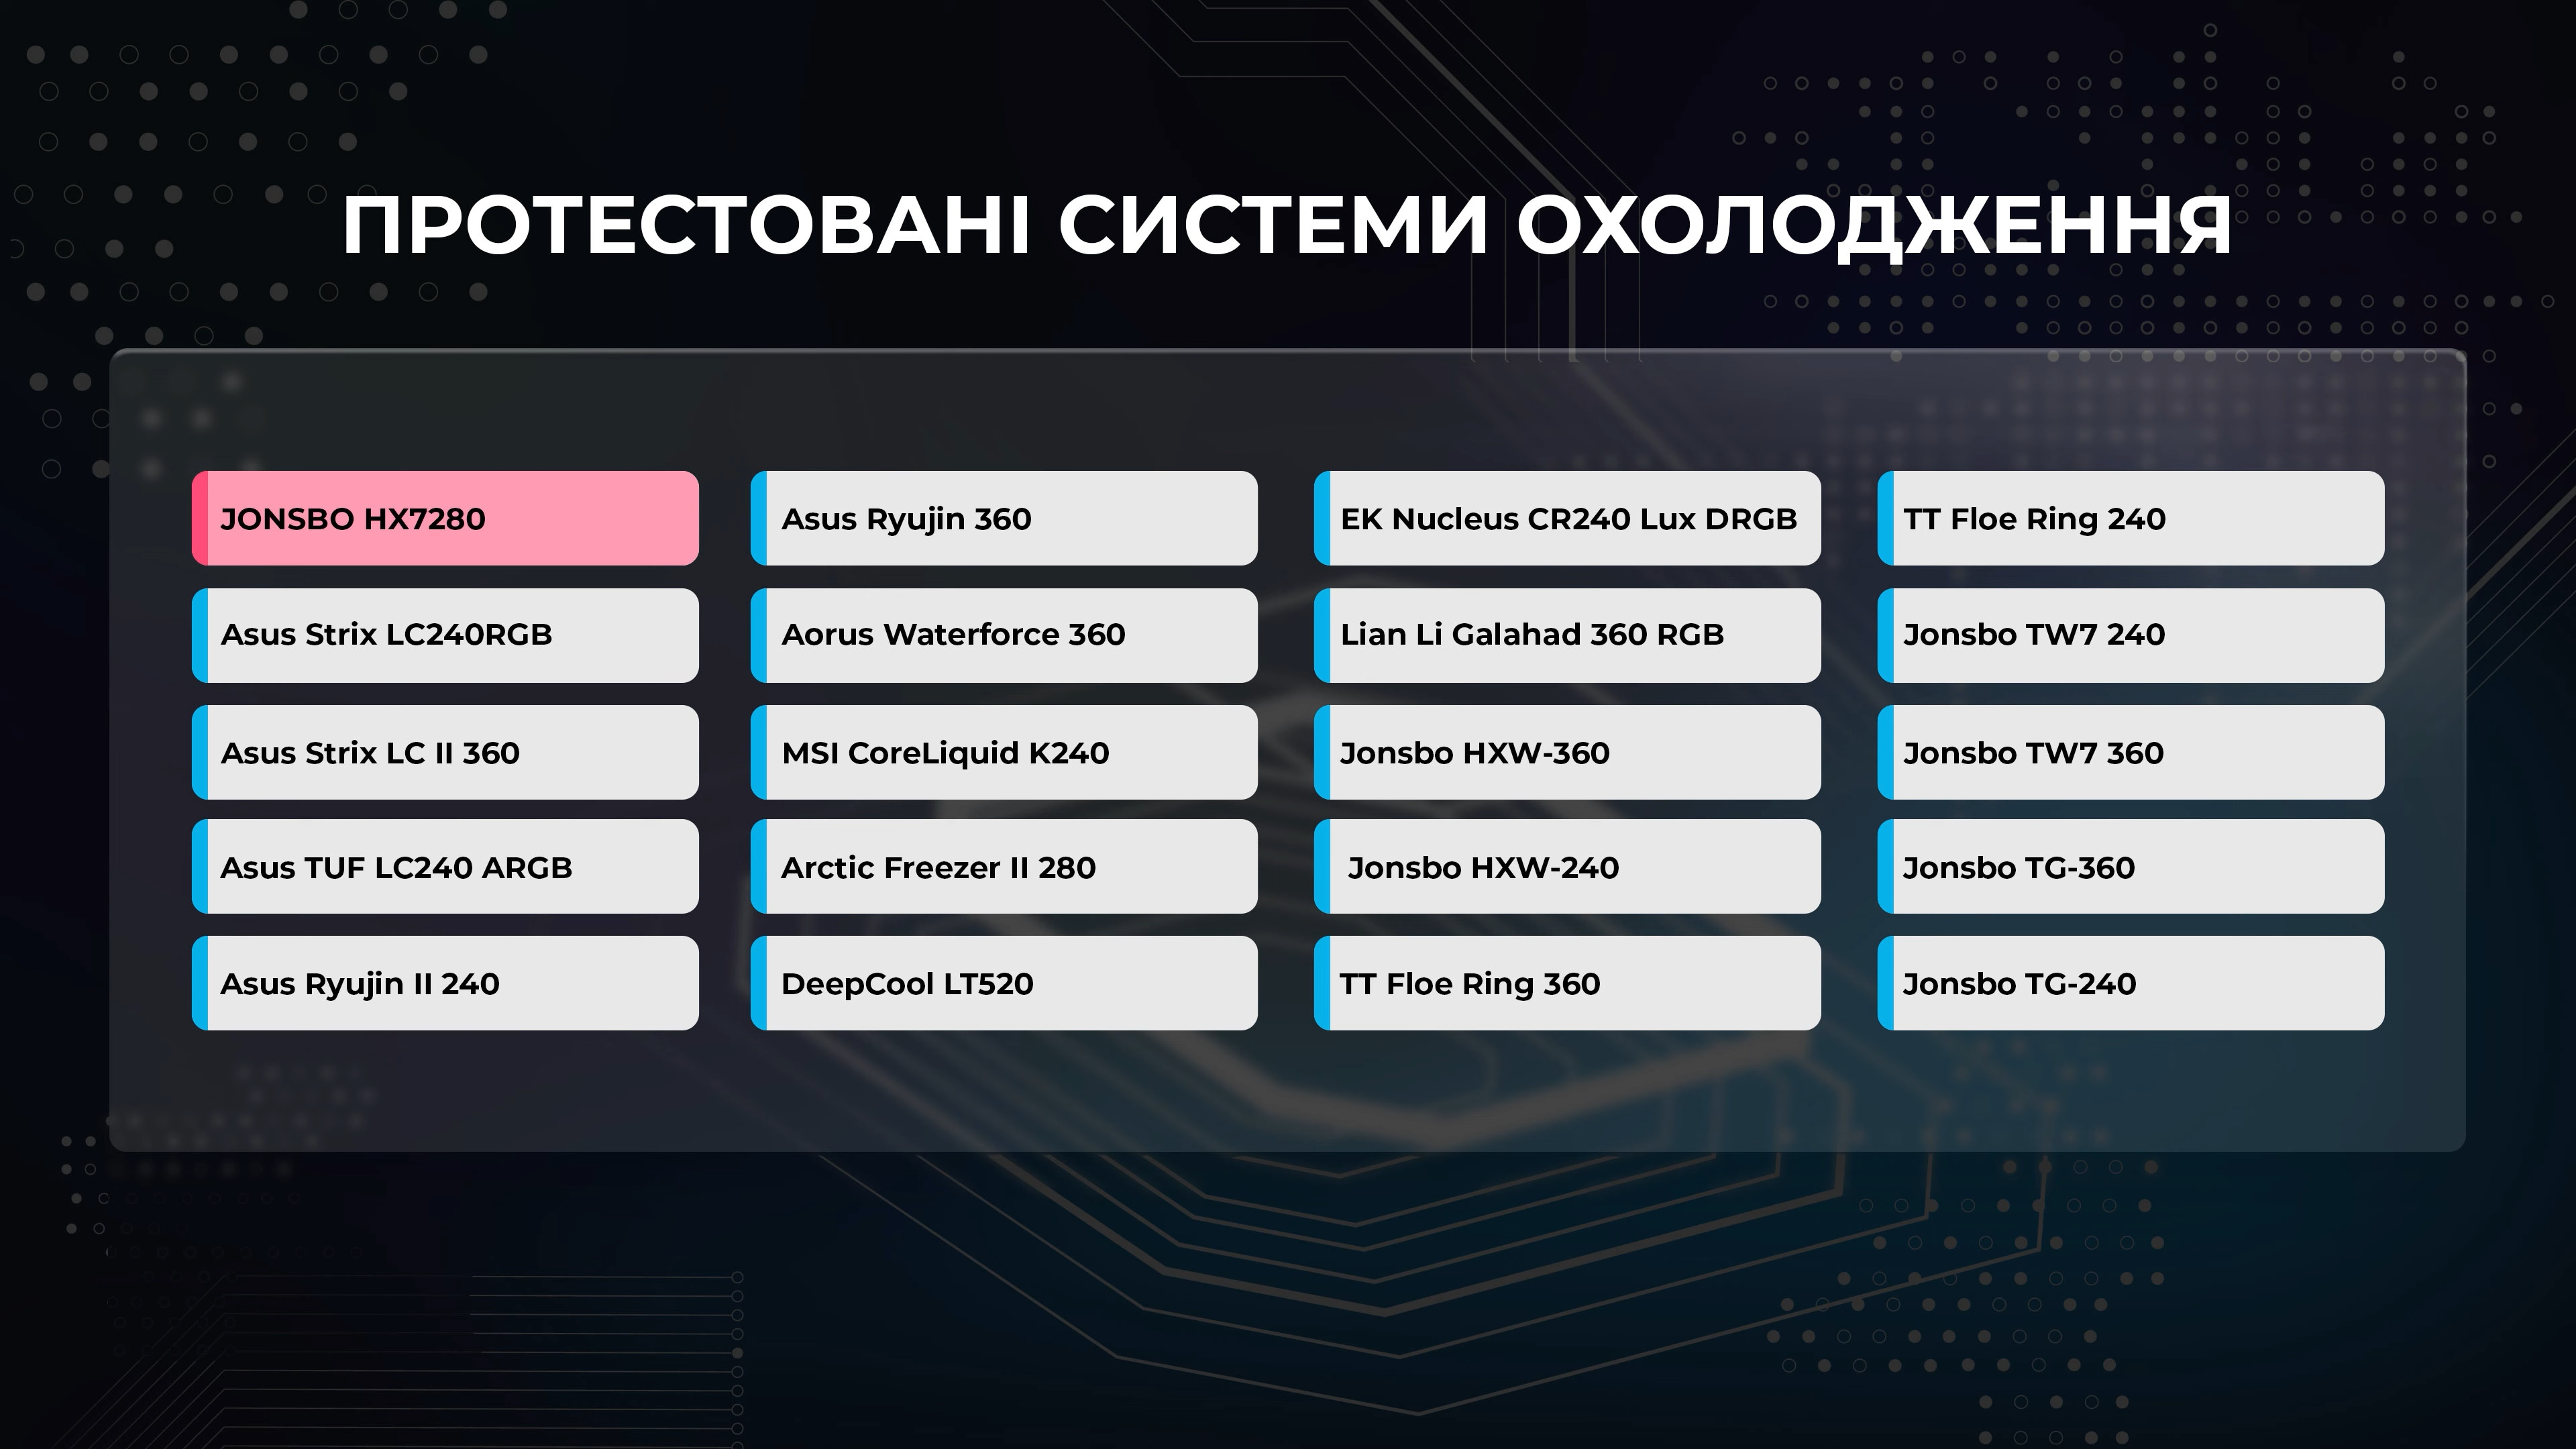 ПРОТЕСТОВАНІ СИСТЕМИ ОХОЛОДЖЕННЯ
JONSBO HX7280
Asus Strix LC240RGB
Asus Strix LC II 360
Asus TUF LC240 ARGB
Asus Ryujin II 240
Asus Ryujin 360
Aorus Waterforce 360
MSI CoreLiquid K240
Arctic Freezer II 280
DeepCool LT520
EK Nucleus CR240 Lux DRGB
Lian Li Galahad 360 RGB
Jonsbo HXW-360
Jonsbo HXW-240
TT Floe Ring 360
TT Floe Ring 240
Jonsbo TW7 240
Jonsbo TW7 360
Jonsbo TG-360
Jonsbo TG-240